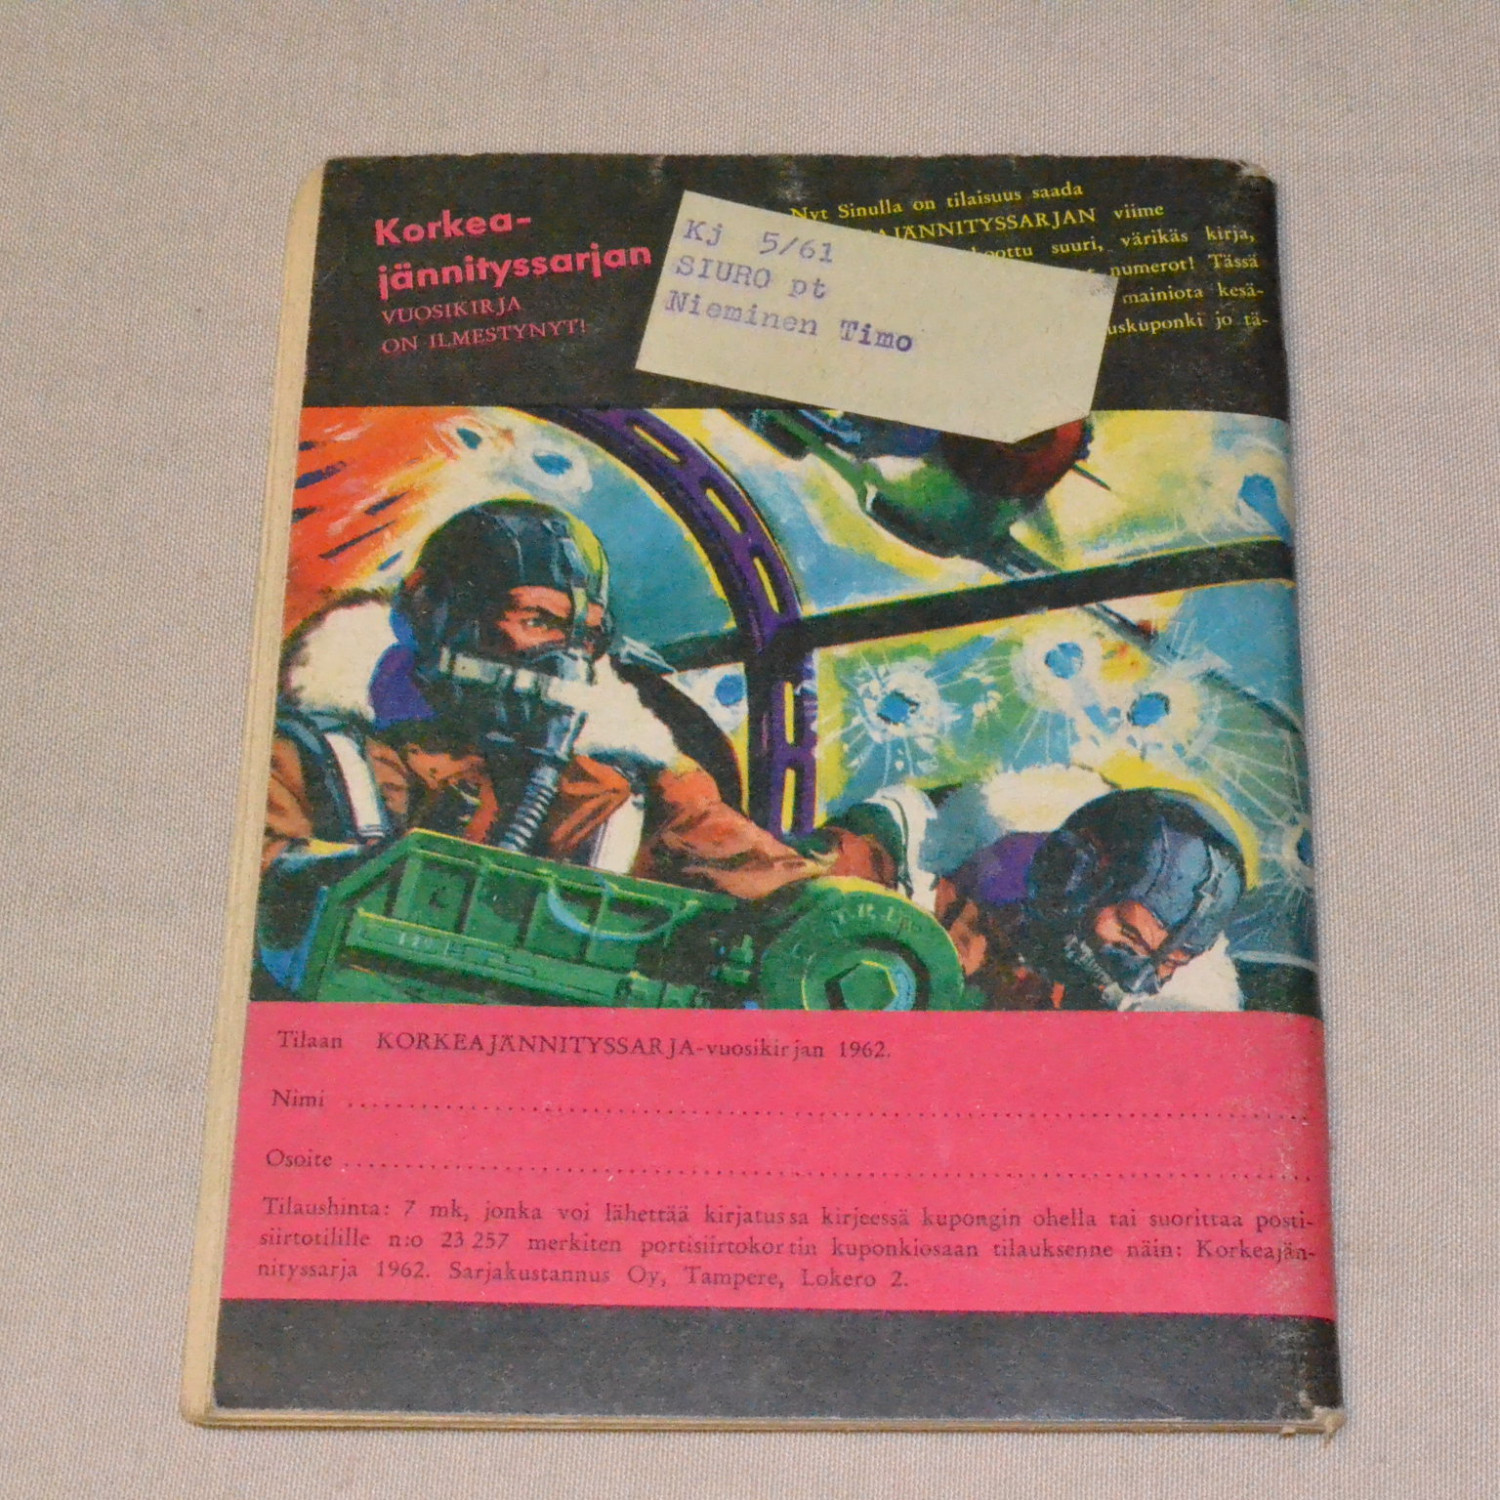 Korkea-
jännityssarjan
VUOSIKIRJA
ON ILMESTYNYT!
Nyt Sinulla on tilaisuus saada
AJÄNNITYSSARJAN viime
oottu suuri, värikäs kirja,
numerot! Tässä
mainiota kesä-
uskuponki jo tä-
Kj 5/61
SIURO pt
Nieminen Timo
Tilaan KORKEAJÄNNITYSSARJA-vuosikirjan 1962.
Nimi
Osoite
Tilaushinta: 7 mk, jonka voi lähettää kirjatussa kirjeessä kupongin ohella tai suorittaa posti-
siirtotilille n:o 23 257 merkiten portisiirtokortin kuponkiosaan tilauksenne näin: Korkeajän-
nityssarja 1962. Sarjakustannus Oy, Tampere, Lokero 2.